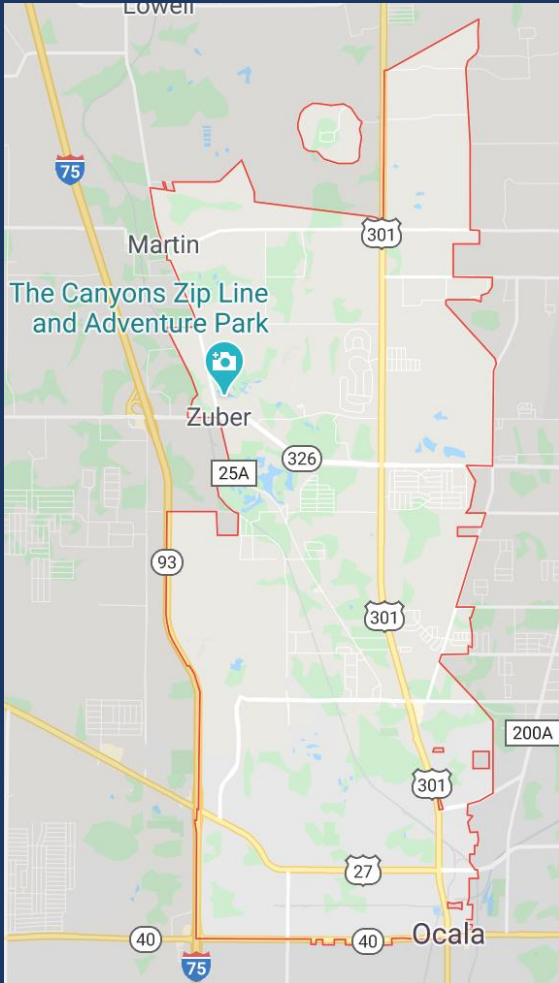 Lowell
75
301
Martin
The Canyons Zip Line
and Adventure Park
Zuber
326
25A
93
301
200A
301
27
40
40
Ocala
75